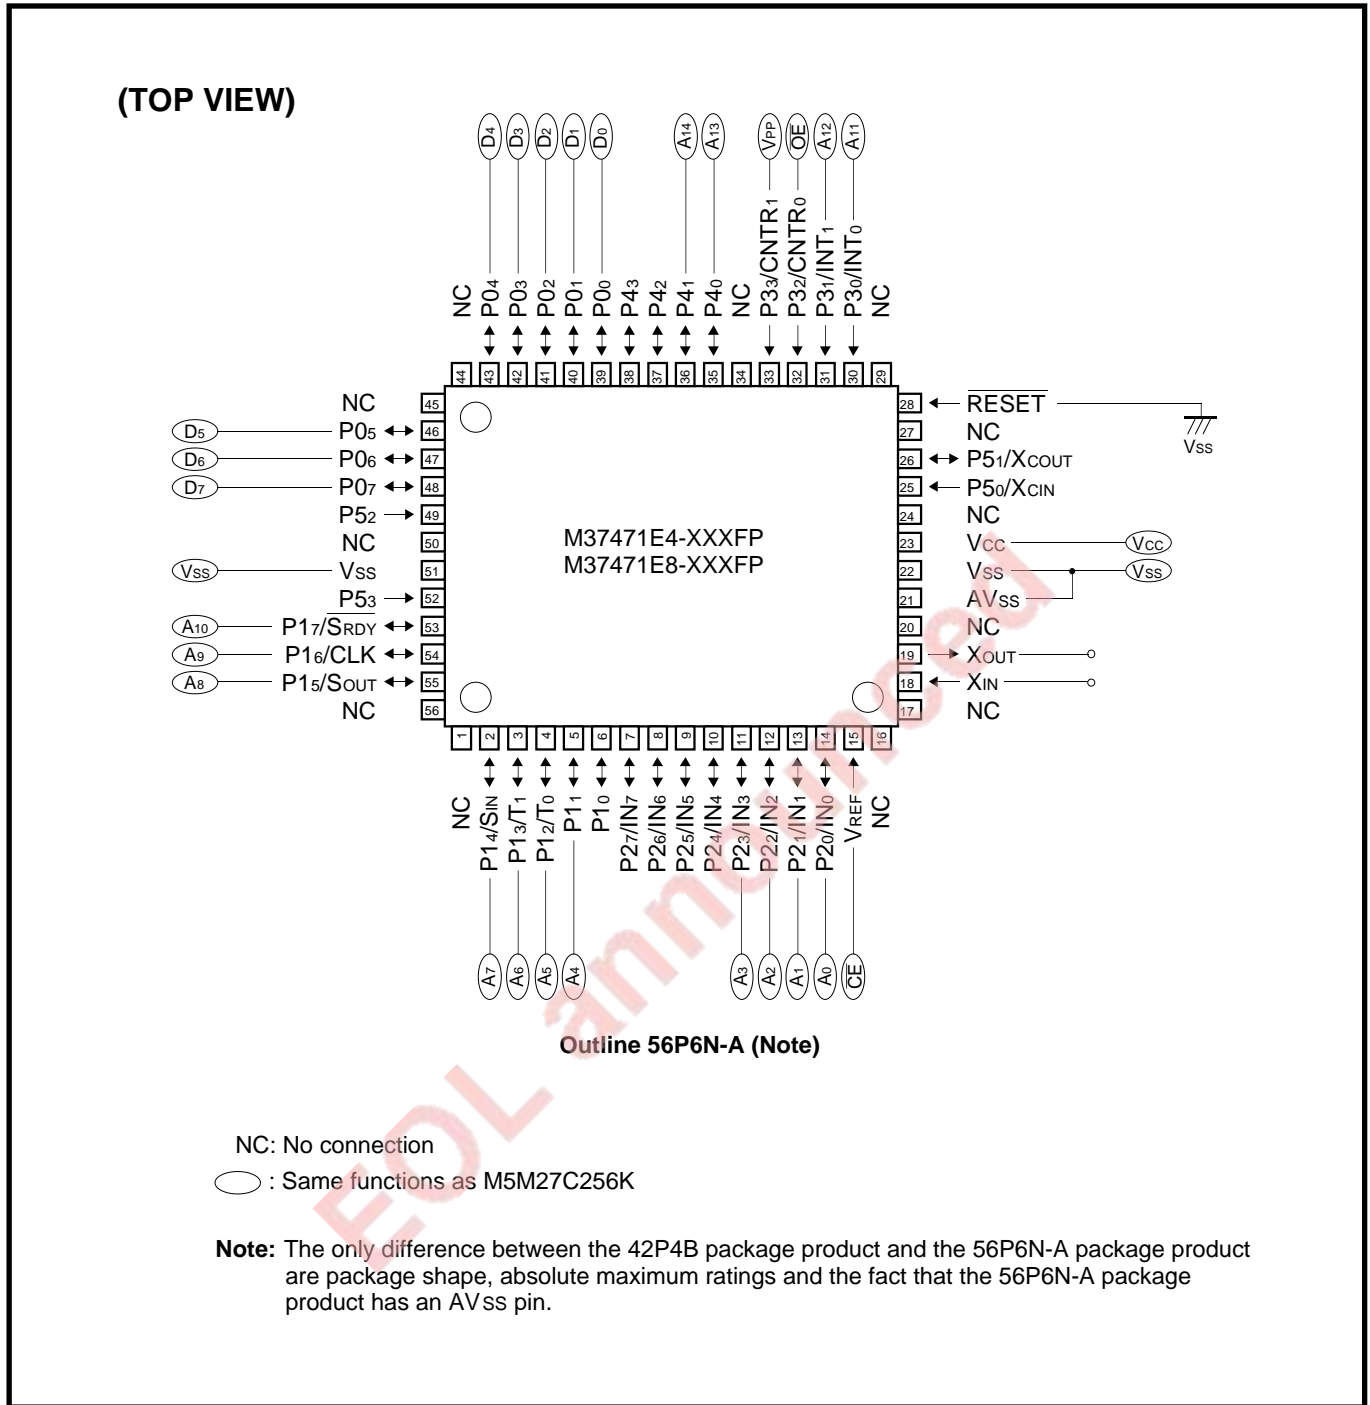 (TOP VIEW)
D4 D3 D2 D1 D0 A14 A13 VPP OE A12 A11
NC P04 P03 P02 P01 P00 P43 P42 P41 P40 NC P33/CNTR1 P32/CNTR0 P31/INT1 P30/INT0 NC
44 43 42 41 40 39 38 37 36 35 34 33 32 31 30 29
NC 45
D5 P05 46
D6 P06 47
D7 P07 48
P52 49
NC 50
VSS VSS 51
P53 52
A10 P17/SRDY 53
A9 P16/CLK 54
A8 P15/SOUT 55
NC 56
M37471E4-XXXFP
M37471E8-XXXFP
28 RESET
VSS
27 NC
26 P51/XCOUT
25 P50/XCIN
24 NC
23 VCC VCC
22 VSS VSS
21 AVSS
20 NC
19 XOUT
18 XIN
17 NC
1 2 3 4 5 6 7 8 9 10 11 12 13 14 15 16
NC P14/SIN P13/T1 P12/T0 P11 P10 P27/IN7 P26/IN6 P25/IN5 P24/IN4 P23/IN3 P22/IN2 P21/IN1 P20/IN0 VREF NC
A7 A6 A5 A4 A3 A2 A1 A0 CE
Outline 56P6N-A (Note)
NC: No connection
: Same functions as M5M27C256K
Note: The only difference between the 42P4B package product and the 56P6N-A package product
are package shape, absolute maximum ratings and the fact that the 56P6N-A package
product has an AVSS pin.
EOL announced